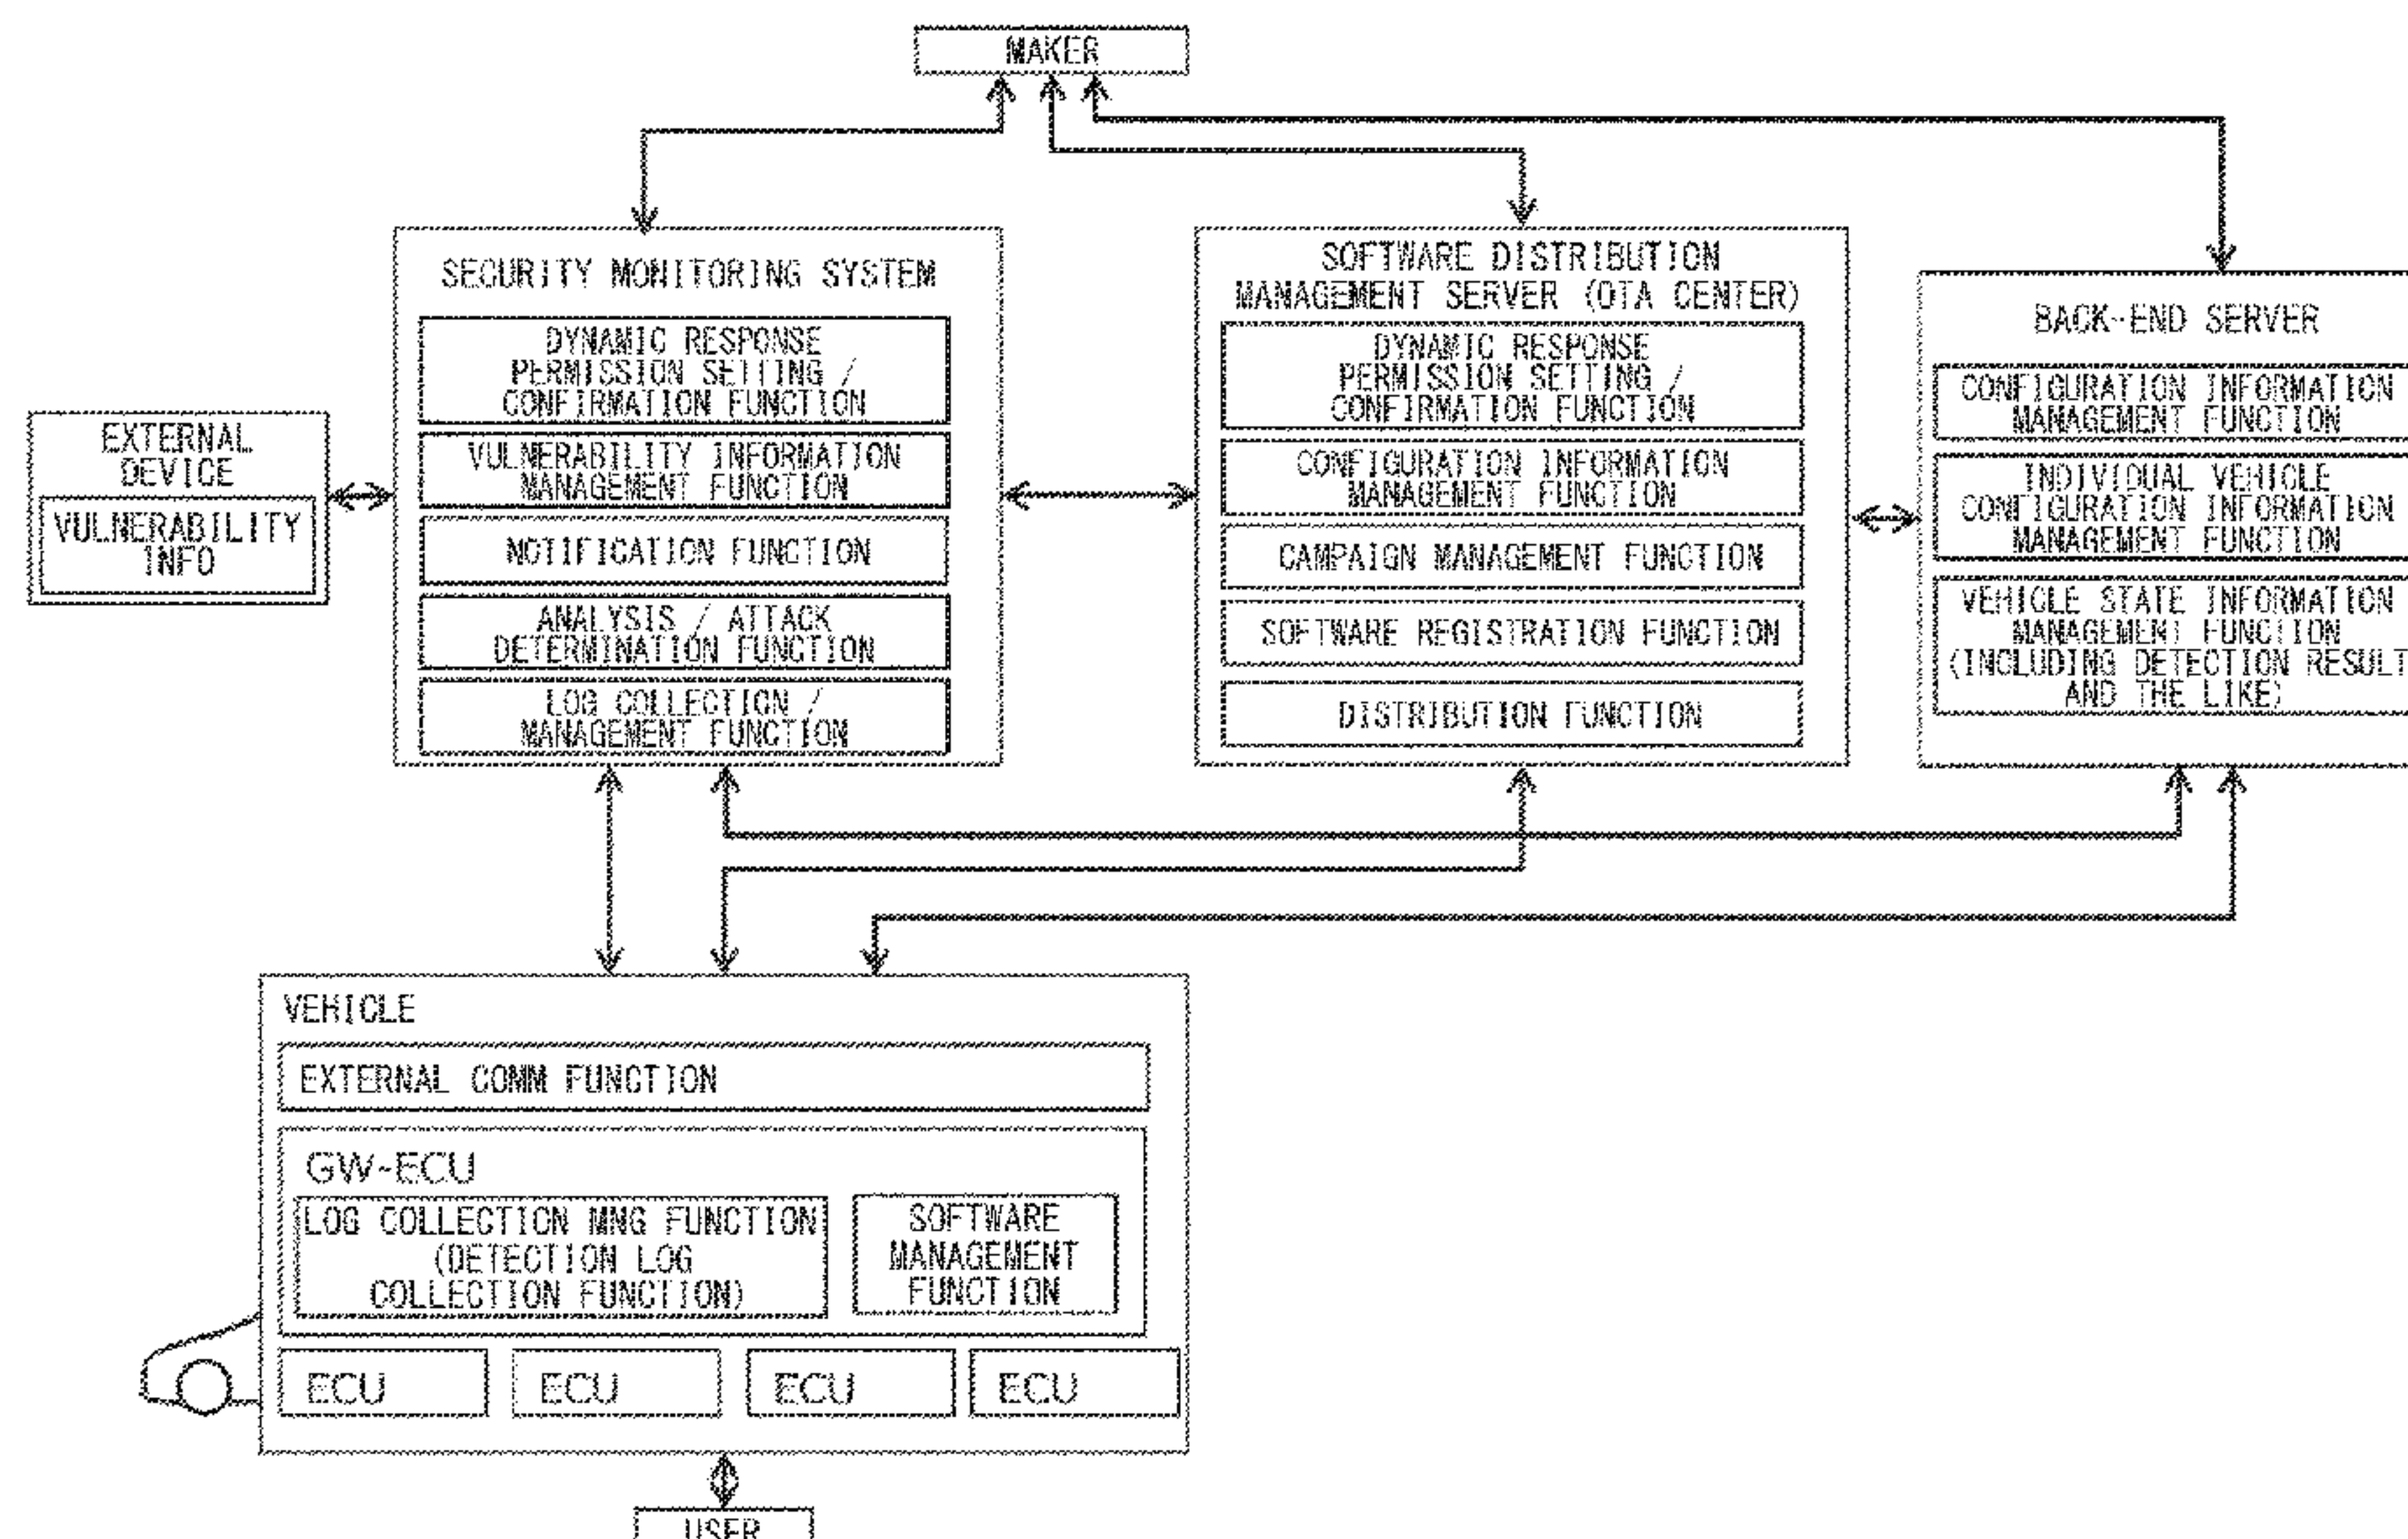 MAKER
SECURITY MONITORING SYSTEM
DYNAMIC RESPONSE
PERMISSION SETTING /
CONFIRMATION FUNCTION
VULNERABILITY INFORMATION
MANAGEMENT FUNCTION
NOTIFICATION FUNCTION
ANALYSIS / ATTACK
DETERMINATION FUNCTION
LOG COLLECTION /
MANAGEMENT FUNCTION
EXTERNAL
DEVICE
VULNERABILITY
INFO
SOFTWARE DISTRIBUTION
MANAGEMENT SERVER (OTA CENTER)
DYNAMIC RESPONSE
PERMISSION SETTING /
CONFIRMATION FUNCTION
CONFIGURATION INFORMATION
MANAGEMENT FUNCTION
CAMPAIGN MANAGEMENT FUNCTION
SOFTWARE REGISTRATION FUNCTION
DISTRIBUTION FUNCTION
BACK-END SERVER
CONFIGURATION INFORMATION
MANAGEMENT FUNCTION
INDIVIDUAL VEHICLE
CONFIGURATION INFORMATION
MANAGEMENT FUNCTION
VEHICLE STATE INFORMATION
MANAGEMENT FUNCTION
(INCLUDING DETECTION RESULT
AND THE LIKE)
VEHICLE
EXTERNAL COMM FUNCTION
GW-ECU
LOG COLLECTION MNG FUNCTION
(DETECTION LOG
COLLECTION FUNCTION)
SOFTWARE
MANAGEMENT
FUNCTION
ECU
ECU
ECU
ECU
USER